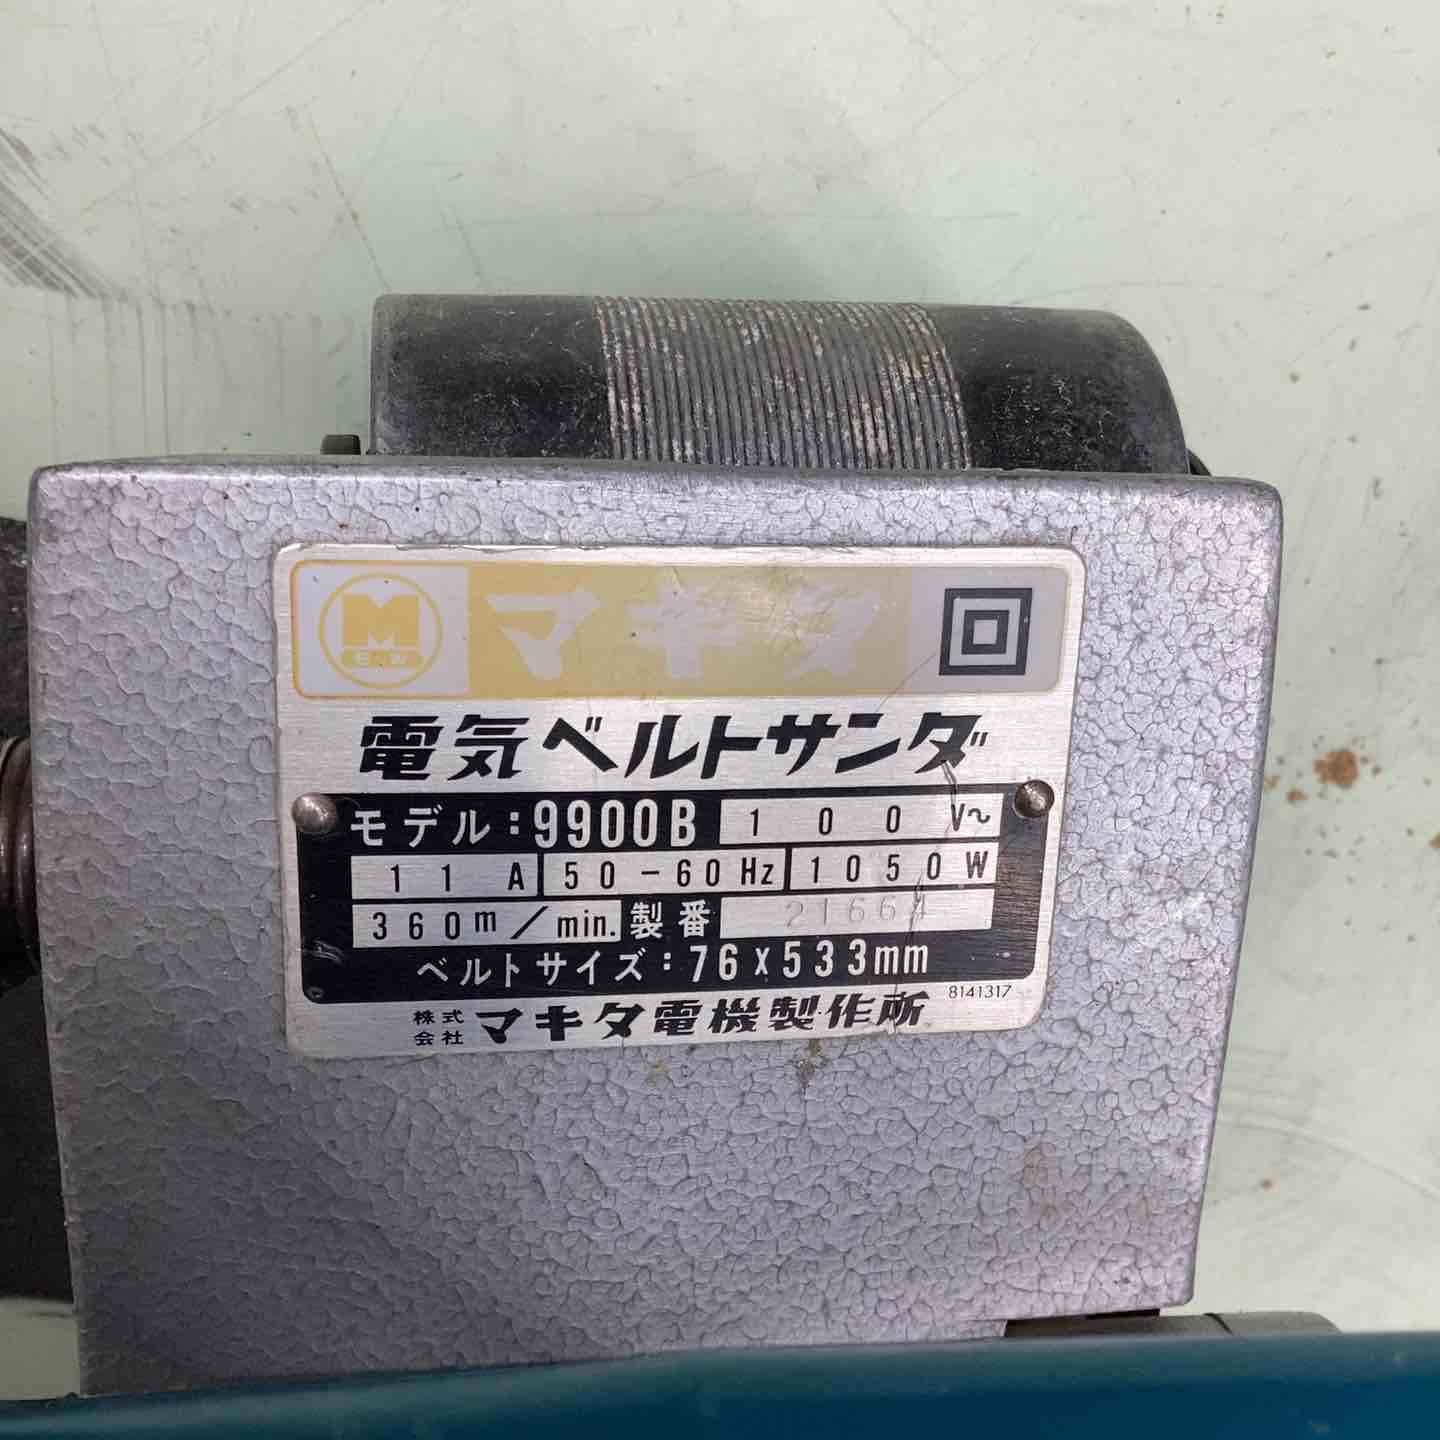 M
E.W
マキタ
電気ベルトサンダ
モデル:9900B 100V~
11A 50-60Hz 1050W
360m/min. 製番 21664
ベルトサイズ:76x533mm
株式会社 マキタ電機製作所 8141317